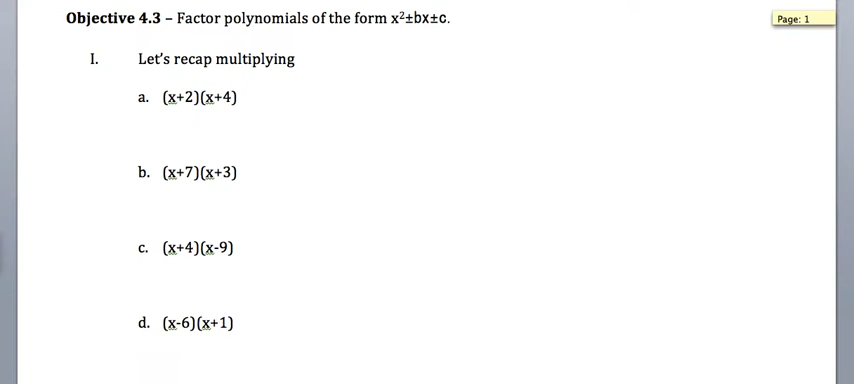 Objective 4.3 – Factor polynomials of the form x²±bx±c.
Page: 1
I. Let's recap multiplying
a. (x+2)(x+4)
b. (x+7)(x+3)
c. (x+4)(x-9)
d. (x-6)(x+1)